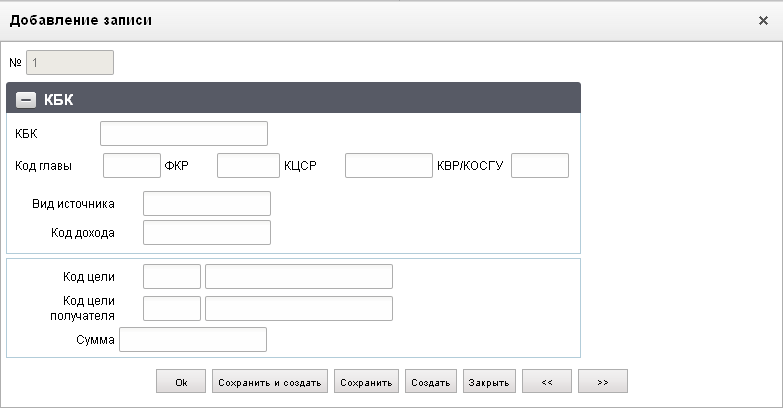 Добавление записи ×
№ 1
КБК
КБК
Код главы ФКР КЦСР КВР/КОСГУ
Вид источника
Код дохода
Код цели
Код цели
получателя
Сумма
Ok Сохранить и создать Сохранить Создать Закрыть << >>